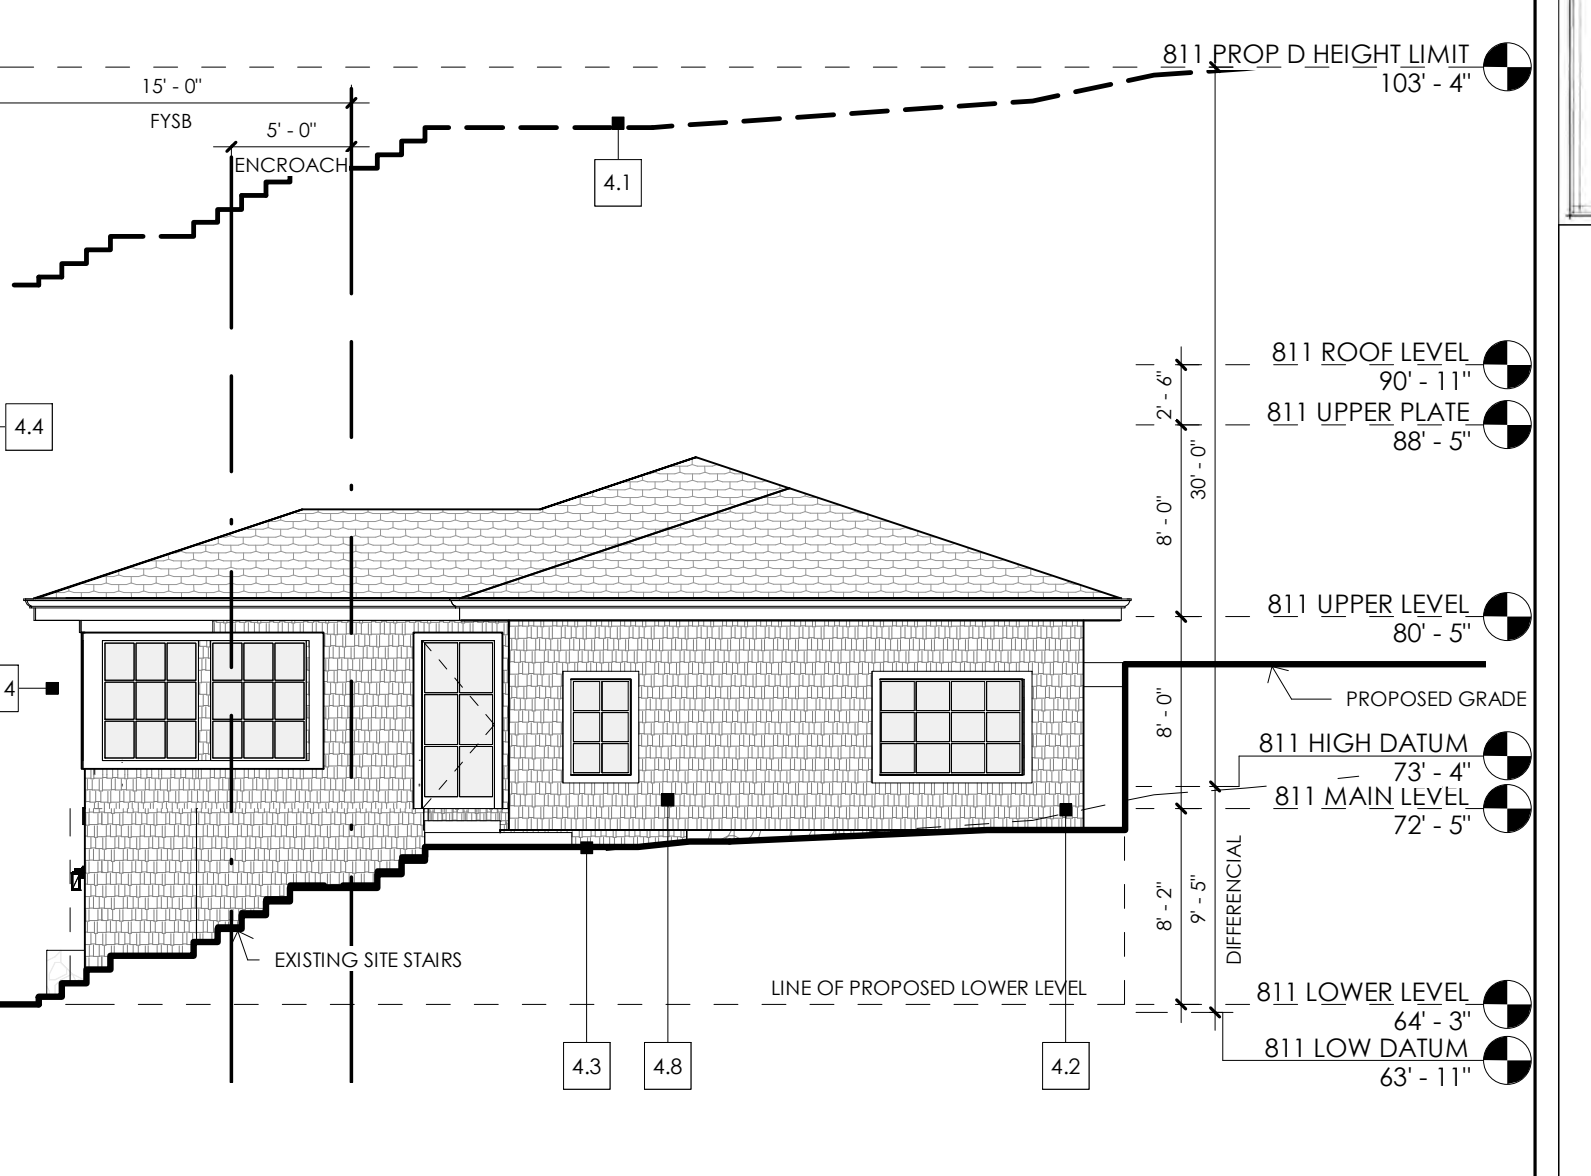 811 PROP D HEIGHT LIMIT
103' - 4"
15' - 0"
FYSB
5' - 0"
ENCROACH
4.1
811 ROOF LEVEL
90' - 11"
2' - 6"
811 UPPER PLATE
88' - 5"
4.4
30' - 0"
8' - 0"
811 UPPER LEVEL
80' - 5"
4
PROPOSED GRADE
8' - 0"
811 HIGH DATUM
73' - 4"
811 MAIN LEVEL
72' - 5"
DIFFERENCIAL
8' - 2"
9' - 5"
EXISTING SITE STAIRS
LINE OF PROPOSED LOWER LEVEL
811 LOWER LEVEL
64' - 3"
811 LOW DATUM
63' - 11"
4.3
4.8
4.2